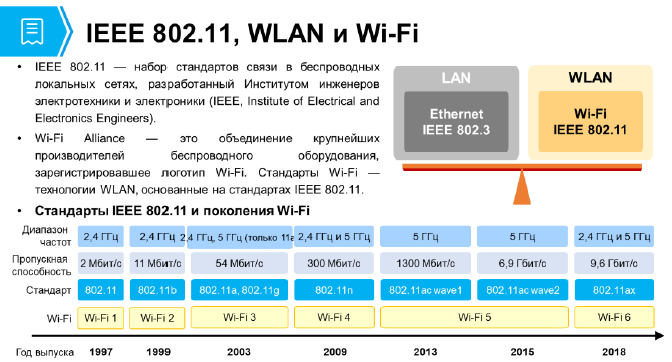 IEEE 802.11, WLAN и Wi-Fi
• IEEE 802.11 — набор стандартов связи в беспроводных
локальных сетях, разработанный Институтом инженеров
электротехники и электроники (IEEE, Institute of Electrical and
Electronics Engineers).
• Wi-Fi Alliance — это объединение крупнейших
производителей беспроводного оборудования,
зарегистрировавшее логотип Wi-Fi. Стандарты Wi-Fi —
технологии WLAN, основанные на стандартах IEEE 802.11.
LAN
Ethernet
IEEE 802.3
WLAN
Wi-Fi
IEEE 802.11
• Стандарты IEEE 802.11 и поколения Wi-Fi
Диапазон
частот
2,4 ГГц 2,4 ГГц 2,4 ГГц, 5 ГГц (только 11a 2,4 ГГц и 5 ГГц 5 ГГц 5 ГГц 2,4 ГГц и 5 ГГц
Пропускная
способность
2 Мбит/с 11 Мбит/с 54 Мбит/с 300 Мбит/с 1300 Мбит/с 6,9 Гбит/с 9,6 Гбит/с
Стандарт 802.11 802.11b 802.11a, 802.11g 802.11n 802.11ac wave1 802.11ac wave2 802.11ax
Wi-Fi Wi-Fi 1 Wi-Fi 2 Wi-Fi 3 Wi-Fi 4 Wi-Fi 5 Wi-Fi 6
Год выпуска 1997 1999 2003 2009 2013 2015 2018